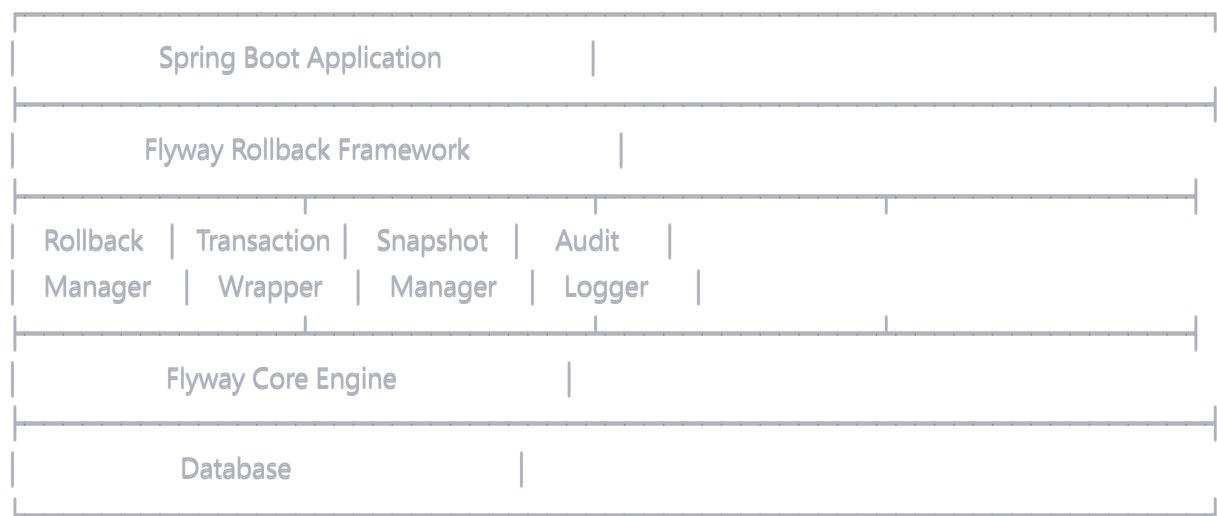 Spring Boot Application
Flyway Rollback Framework
Rollback | Transaction | Snapshot | Audit
Manager | Wrapper | Manager | Logger
Flyway Core Engine
Database